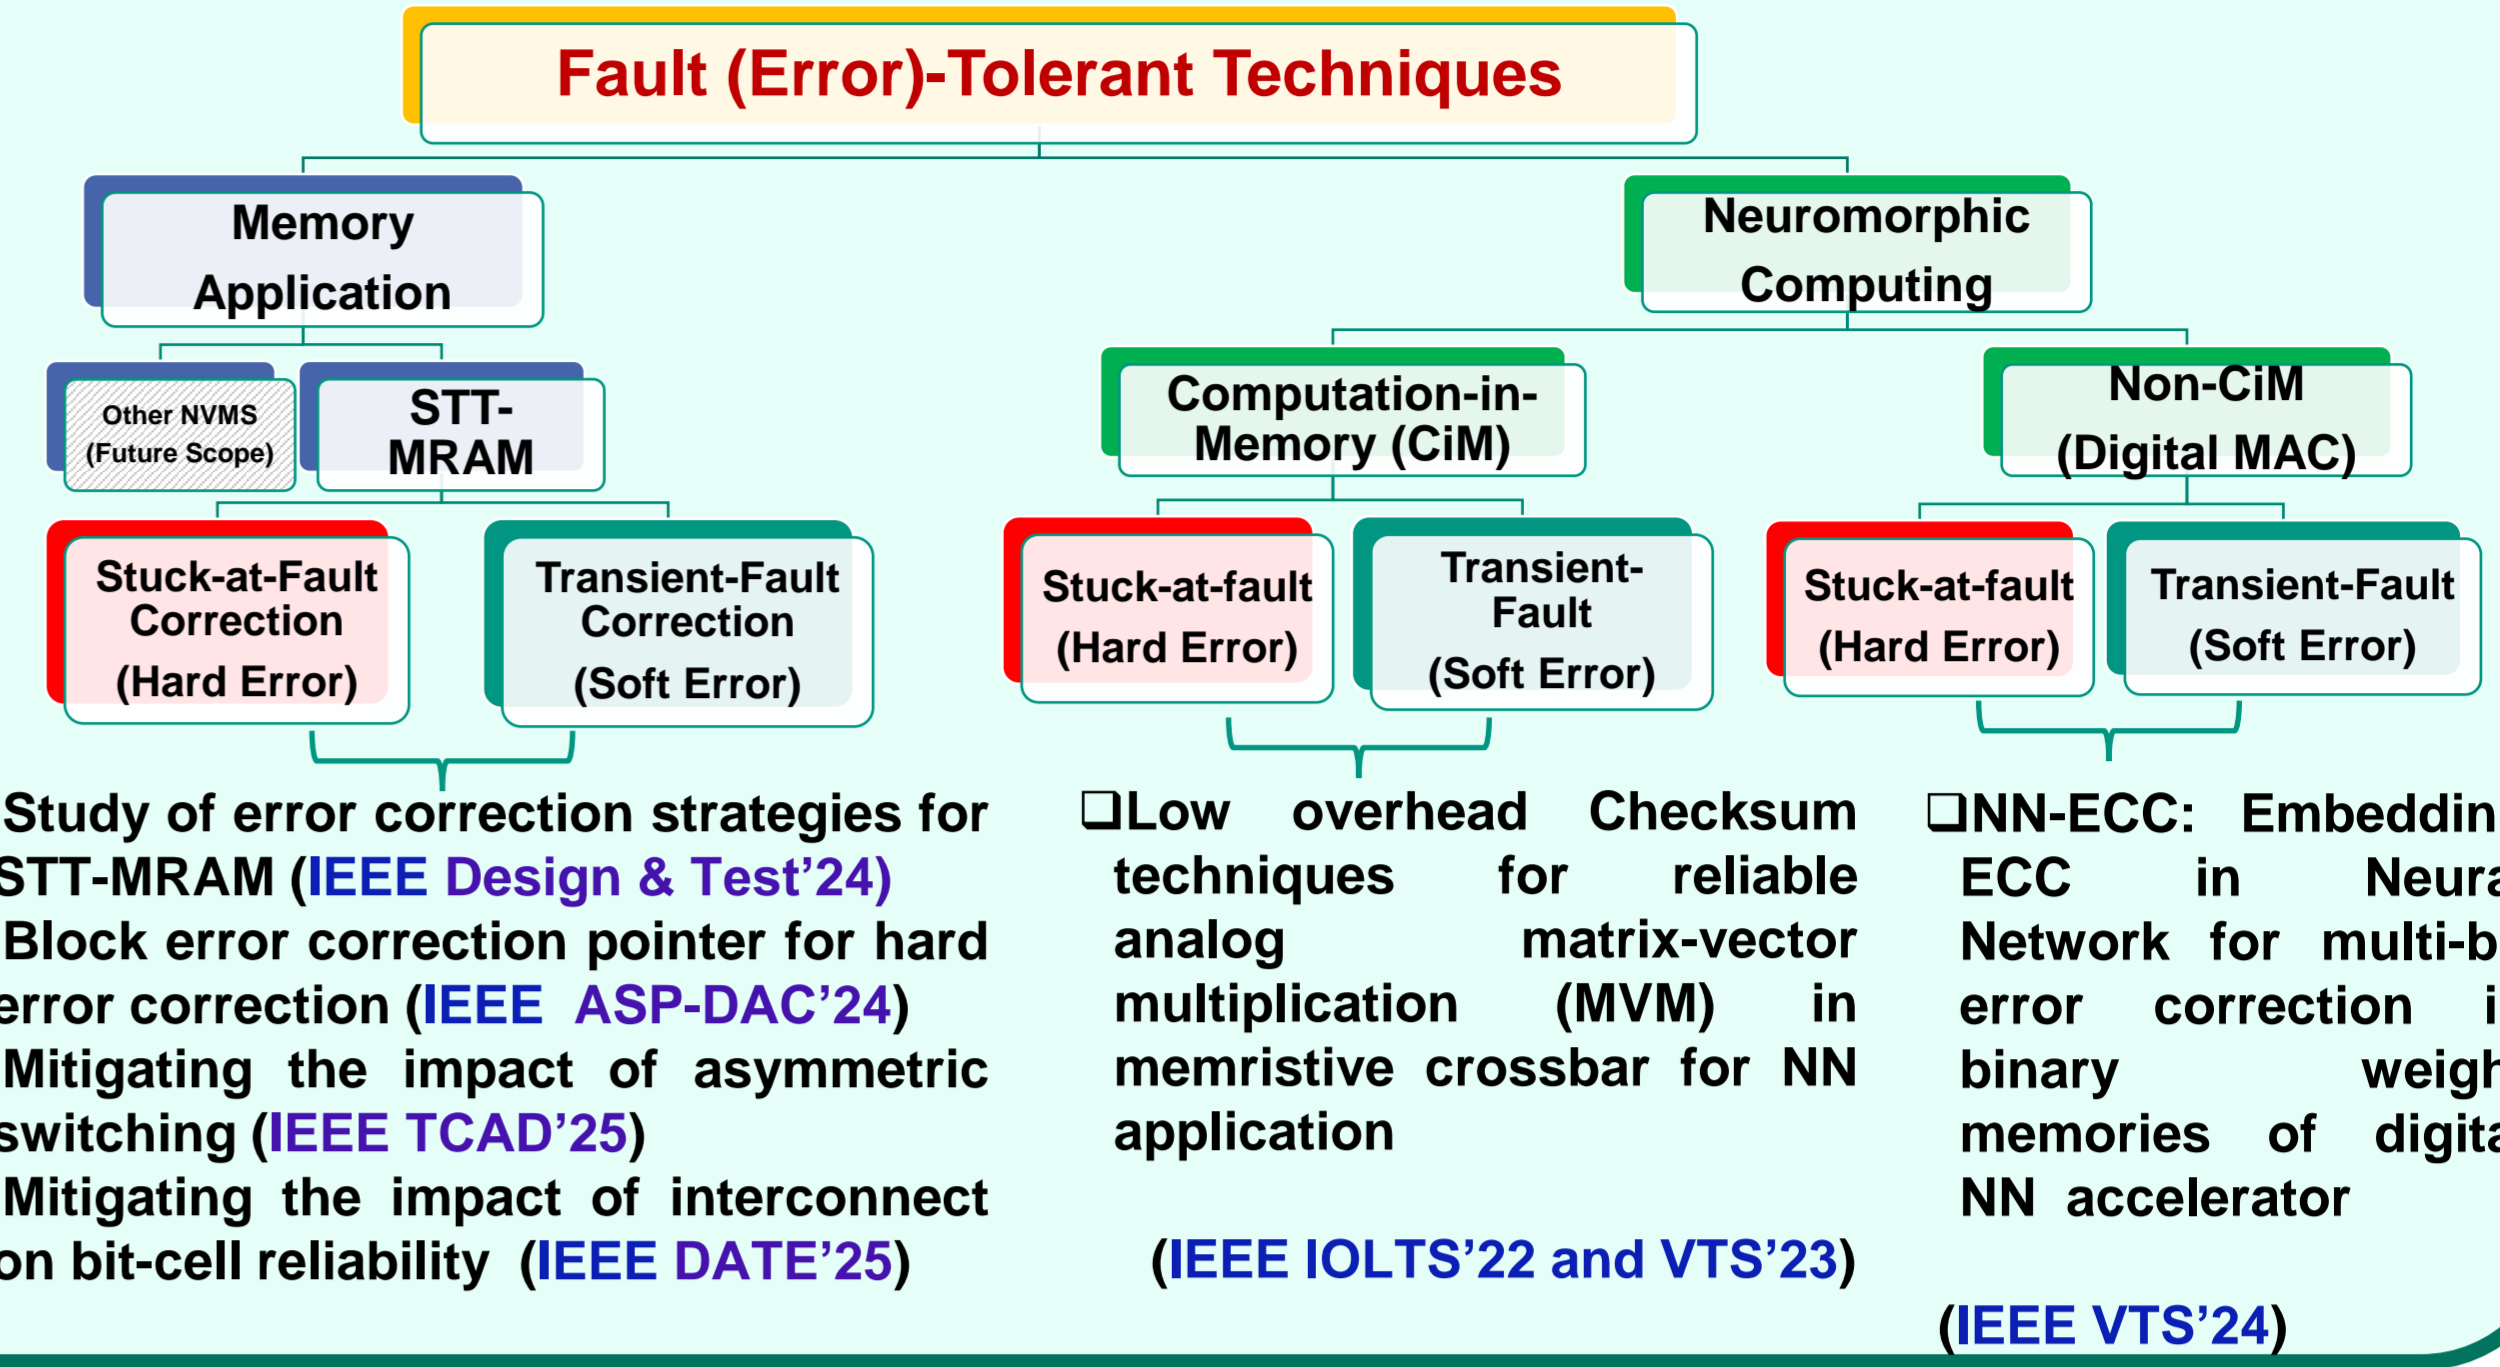 Fault (Error)-Tolerant Techniques
Memory
Application
Neuromorphic
Computing
Other NVMS
(Future Scope)
STT-
MRAM
Computation-in-
Memory (CiM)
Non-CiM
(Digital MAC)
Stuck-at-Fault
Correction
(Hard Error)
Transient-Fault
Correction
(Soft Error)
Stuck-at-fault
(Hard Error)
Transient-
Fault
(Soft Error)
Stuck-at-fault
(Hard Error)
Transient-Fault
(Soft Error)
Study of error correction strategies for
STT-MRAM (IEEE Design & Test’24)
Block error correction pointer for hard
error correction (IEEE ASP-DAC’24)
Mitigating the impact of asymmetric
switching (IEEE TCAD’25)
Mitigating the impact of interconnect
on bit-cell reliability (IEEE DATE’25)
❑Low overhead Checksum
techniques for reliable
analog matrix-vector
multiplication (MVM) in
memristive crossbar for NN
application
(IEEE IOLTS’22 and VTS’23)
❑NN-ECC: Embeddin
ECC in Neura
Network for multi-b
error correction i
binary weigh
memories of digita
NN accelerator
(IEEE VTS’24)